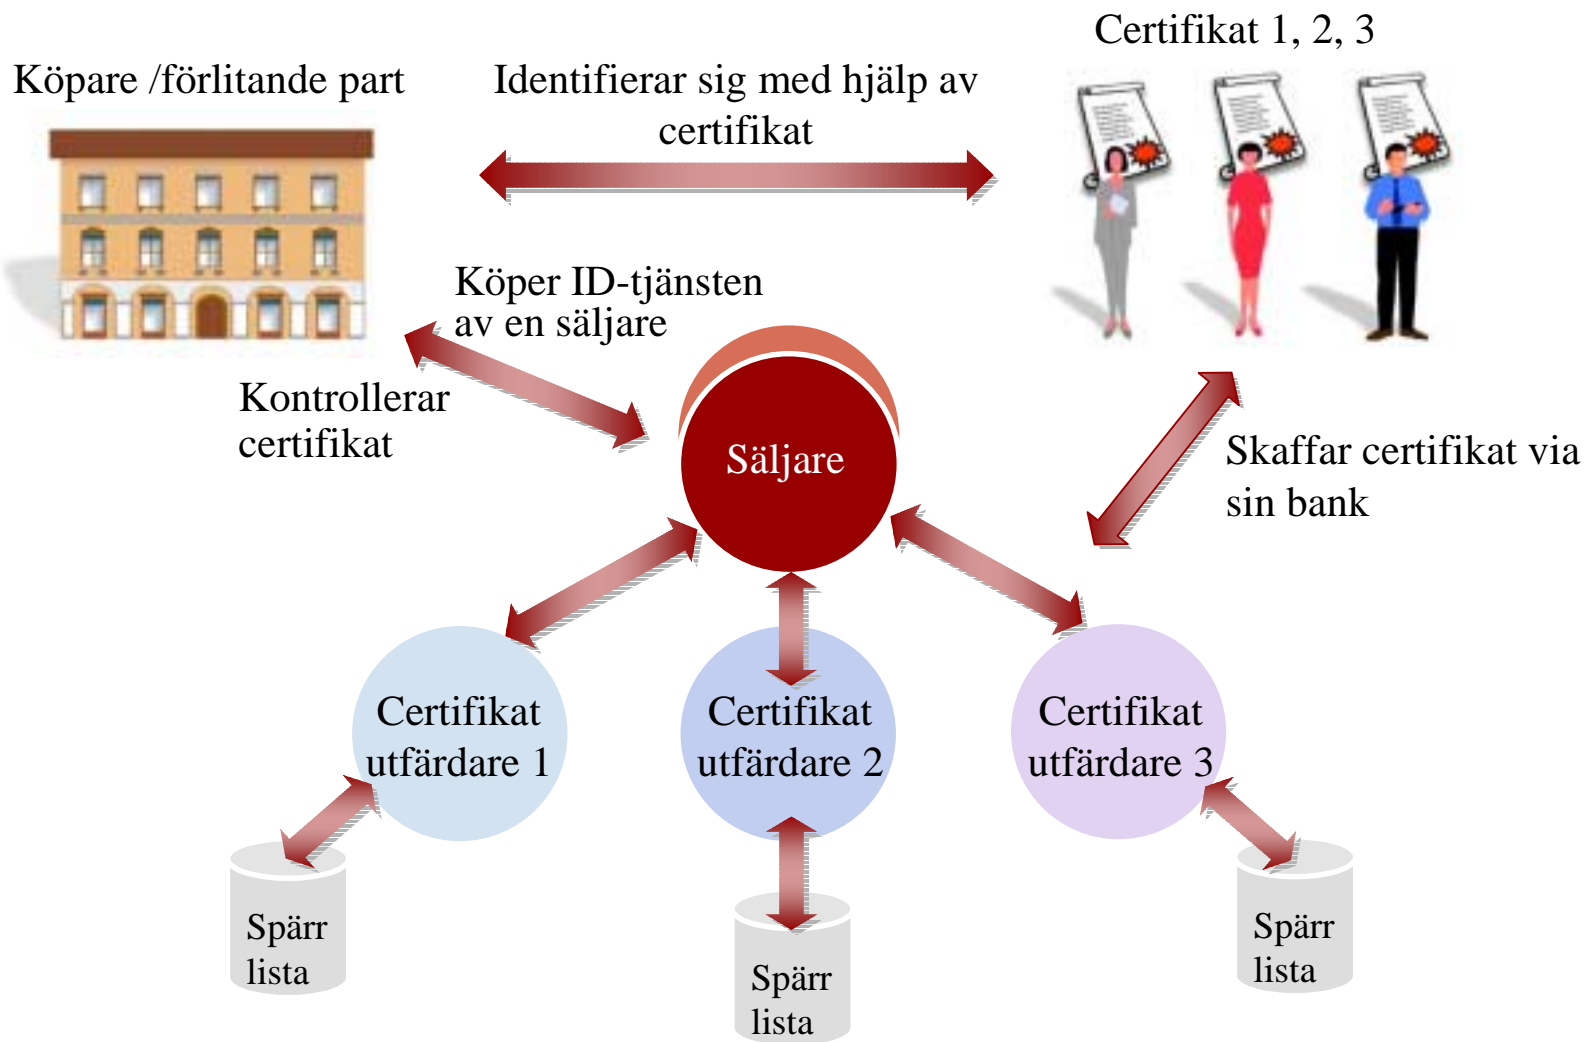 Certifikat 1, 2, 3
Köpare /förlitande part
Identifierar sig med hjälp av
certifikat
Köper ID-tjänsten
av en säljare
Kontrollerar
certifikat
Säljare
Skaffar certifikat via
sin bank
Certifikat
utfärdare 1
Certifikat
utfärdare 2
Certifikat
utfärdare 3
Spärr
lista
Spärr
lista
Spärr
lista